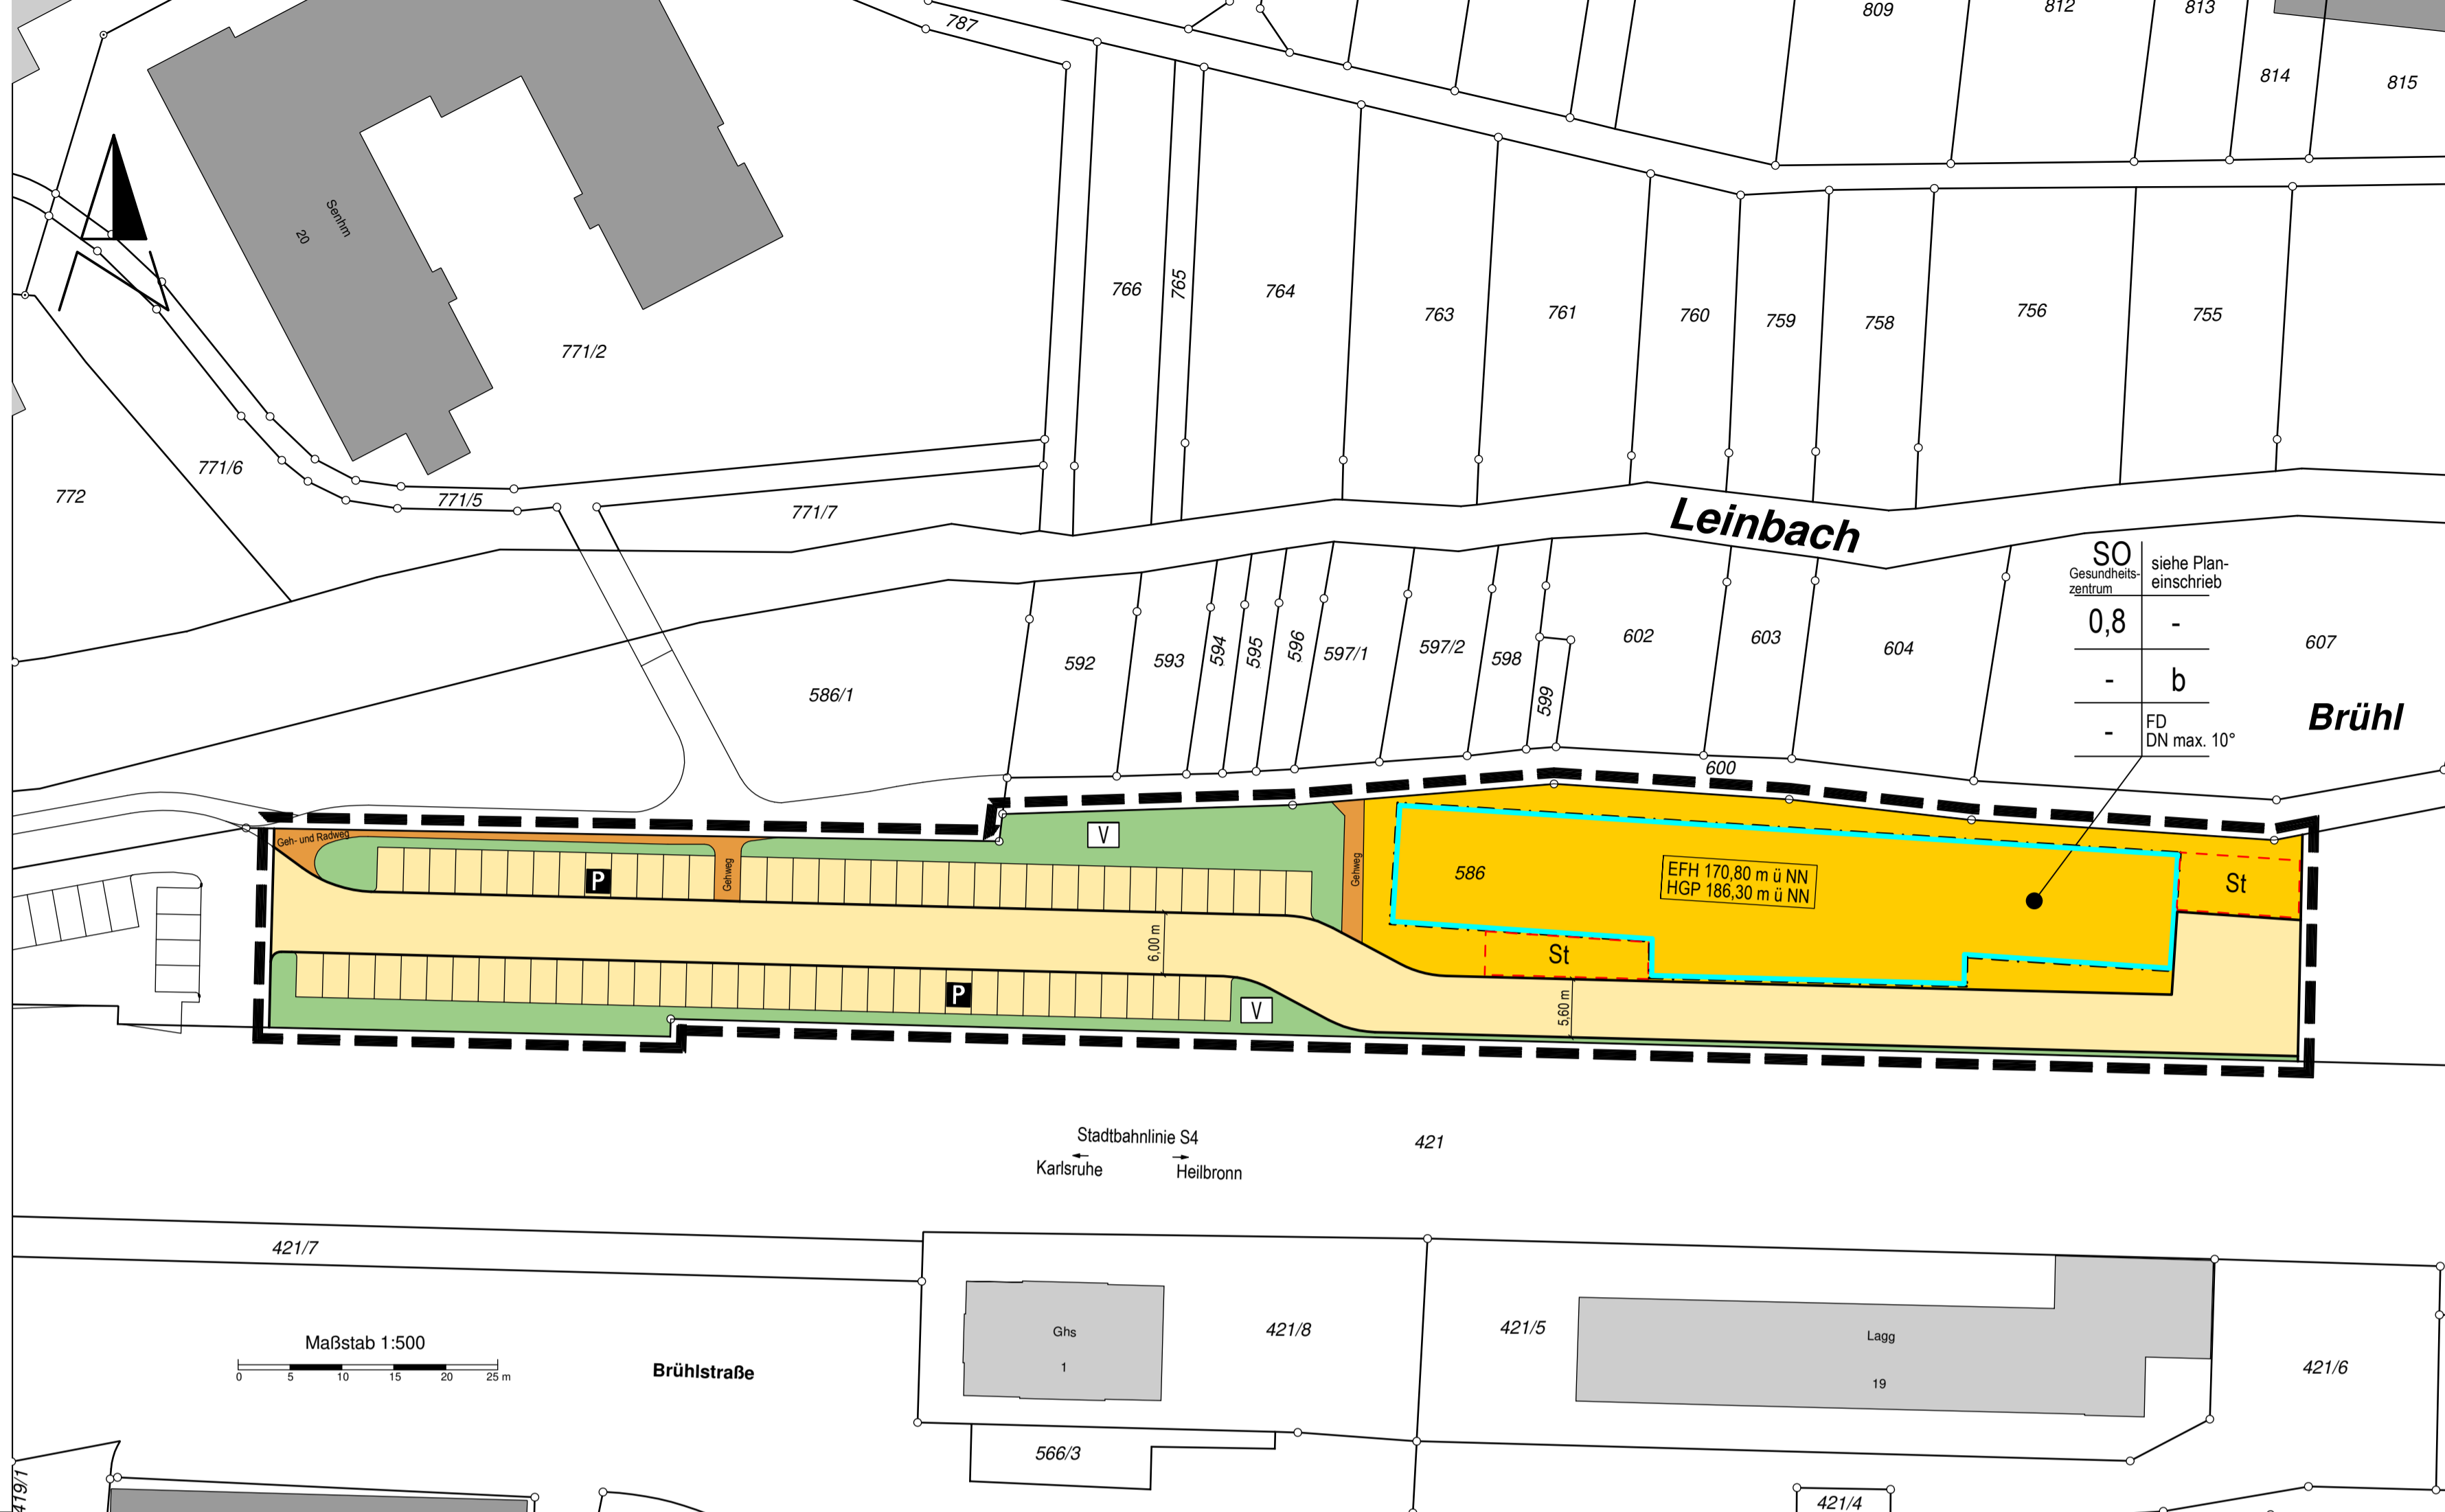 787
809
812
813
814
815
Senhm
20
766
765
764
763
761
760
759
758
756
755
771/2
771/6
772
771/5
771/7
Leinbach
SO
Gesundheits-
zentrum
siehe Plan-
einschrieb
0,8
-
-
b
-
FD
DN max. 10°
607
Brühl
586/1
592
593
594
595
596
597/1
597/2
598
599
602
603
604
600
Geh- und Radweg
P
Gehweg
V
Gehweg
586
EFH 170,80 m ü NN
HGP 186,30 m ü NN
St
St
6,00 m
5,60 m
P
V
Stadtbahnlinie S4
Karlsruhe
Heilbronn
421
421/7
Maßstab 1:500
0 5 10 15 20 25 m
Brühlstraße
Ghs
1
421/8
421/5
Lagg
19
421/6
566/3
421/4
419/1